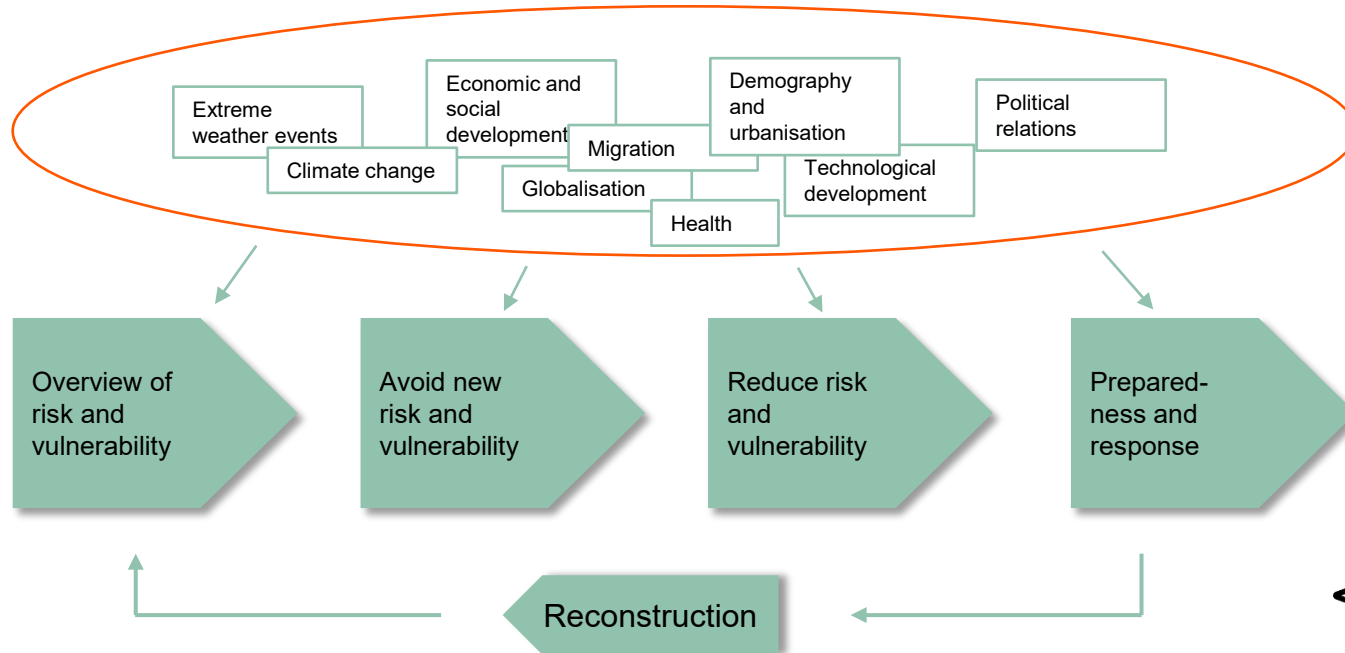 Extreme
weather events
Climate change
Economic and
social
development
Migration
Globalisation
Health
Demography
and
urbanisation
Technological
development
Political
relations
Overview of
risk and
vulnerability
Avoid new
risk and
vulnerability
Reduce risk
and
vulnerability
Prepared-
ness and
response
Reconstruction